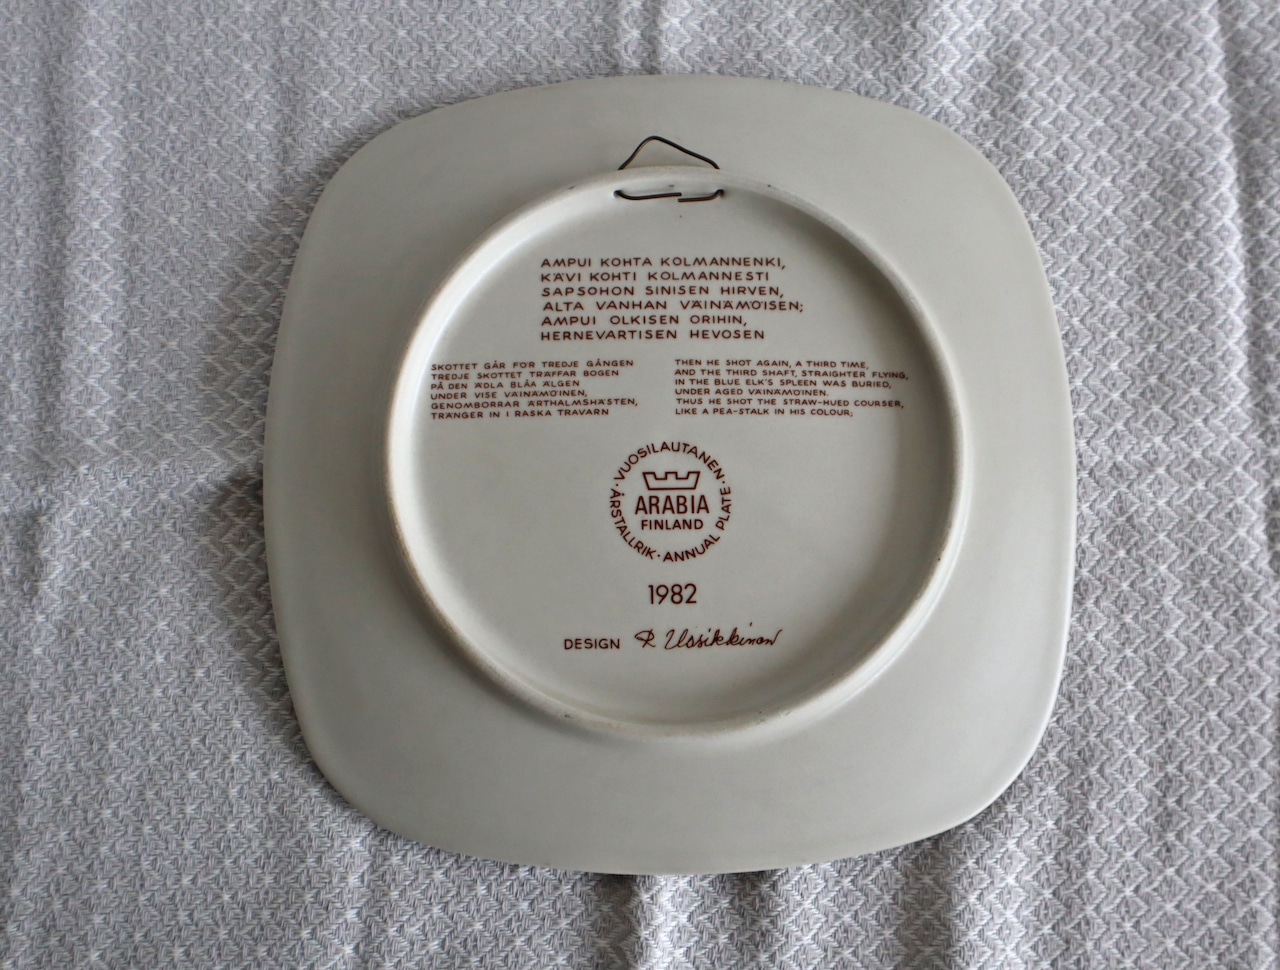 AMPUI KOHTA KOLMANNENKI,
KÄVI KOHTI KOLMANNESTI
SAPSOHON SINISEN HIRVEN,
ALTA VANHAN VÄINÄMÖISEN;
AMPUI OLKISEN ORIHIN,
HERNEVARTISEN HEVOSEN
SKOTTET GÅR FÖR TREDJE GÅNGEN
TREDJE SKOTTET TRÄFFAR BOGEN
PÅ DEN ÄDLA BLÅA ÄLGEN
UNDER VISE VÄINÄMÖINEN,
GENOMBORRAR ÄRTHALMSHÄSTEN,
TRÄNGER IN I RASKA TRAVARN
THEN HE SHOT AGAIN, A THIRD TIME,
AND THE THIRD SHAFT, STRAIGHTER FLYING,
IN THE BLUE ELK'S SPLEEN WAS BURIED,
UNDER AGED VÄINÄMÖINEN.
THUS HE SHOT THE STRAW-HUED COURSER,
LIKE A PEA-STALK IN HIS COLOUR;
· VUOSILAUTANEN ·
ARABIA
FINLAND
ÅRSTALLRIK · ANNUAL PLATE
1982
DESIGN R Uosikkinen